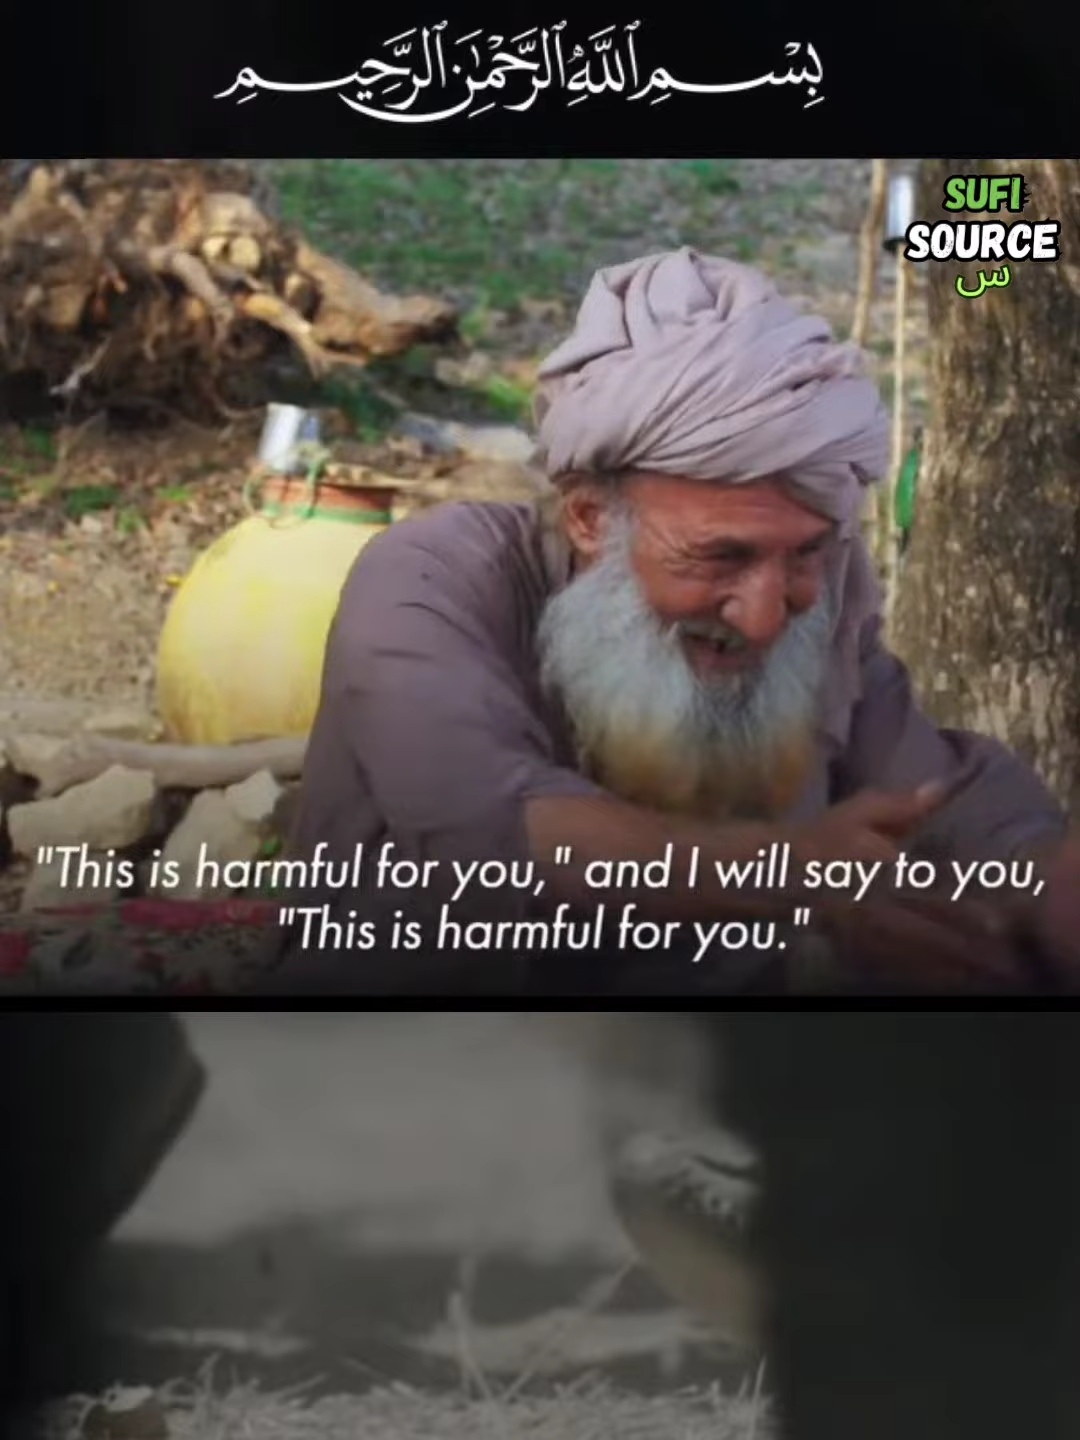 بِسْمِ اللَّهِ الرَّحْمَٰنِ الرَّحِيمِ
SUFI
SOURCE
س
"This is harmful for you," and I will say to you,
"This is harmful for you."